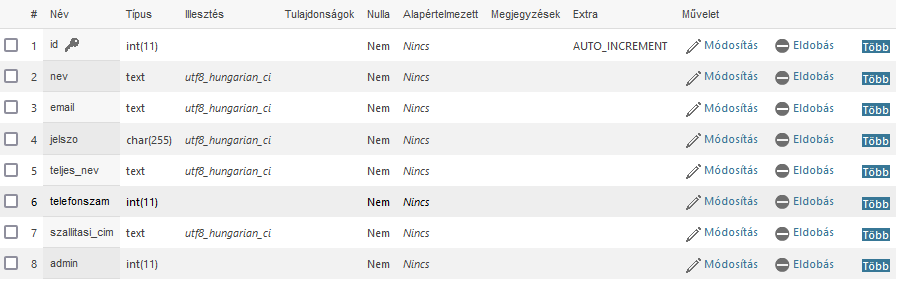 # Név Típus Illesztés Tulajdonságok Nulla Alapértelmezett Megjegyzések Extra Művelet
1 id int(11) Nem Nincs AUTO_INCREMENT Módosítás Eldobás Több
2 nev text utf8_hungarian_ci Nem Nincs Módosítás Eldobás Több
3 email text utf8_hungarian_ci Nem Nincs Módosítás Eldobás Több
4 jelszo char(255) utf8_hungarian_ci Nem Nincs Módosítás Eldobás Több
5 teljes_nev text utf8_hungarian_ci Nem Nincs Módosítás Eldobás Több
6 telefonszam int(11) Nem Nincs Módosítás Eldobás Több
7 szallitasi_cim text utf8_hungarian_ci Nem Nincs Módosítás Eldobás Több
8 admin int(11) Nem Nincs Módosítás Eldobás Több